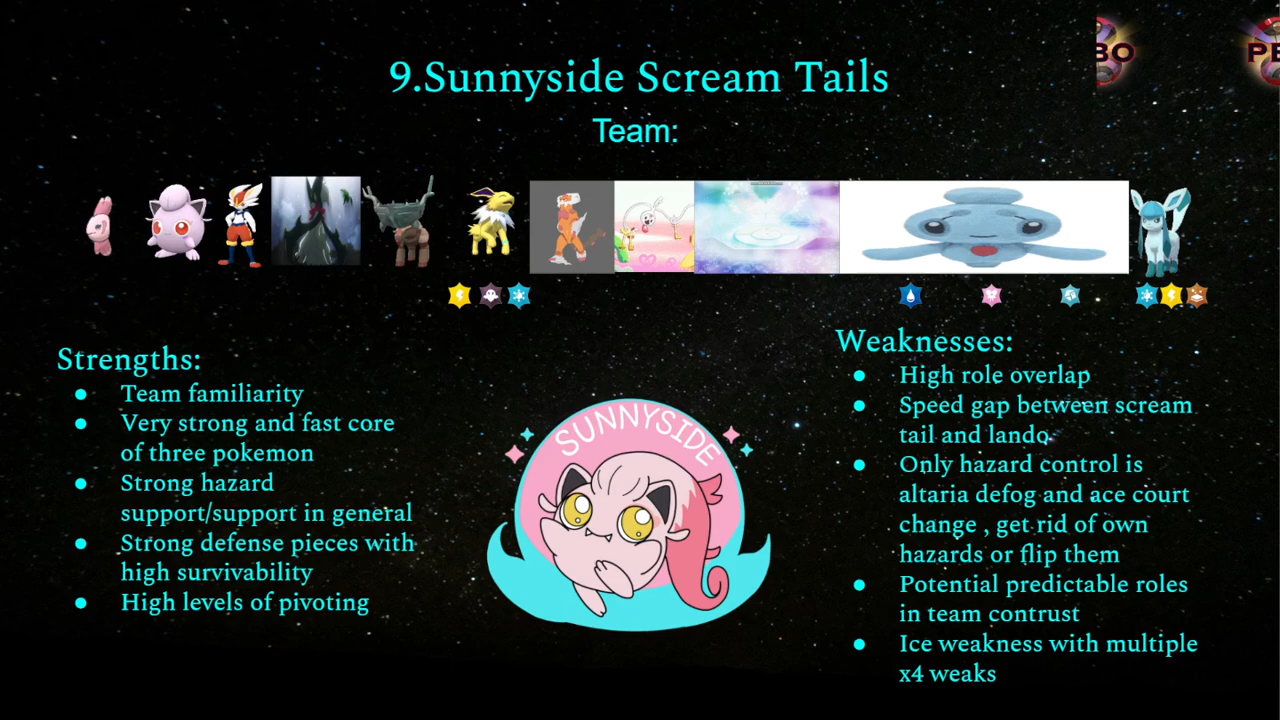 BO
PE
9.Sunnyside Scream Tails
Team:
Strengths:
● Team familiarity
● Very strong and fast core
of three pokemon
● Strong hazard
support/support in general
● Strong defense pieces with
high survivability
● High levels of pivoting
SUNNYSIDE
Weaknesses:
● High role overlap
● Speed gap between scream
tail and lando
● Only hazard control is
altaria defog and ace court
change , get rid of own
hazards or flip them
● Potential predictable roles
in team contrust
● Ice weakness with multiple
x4 weaks